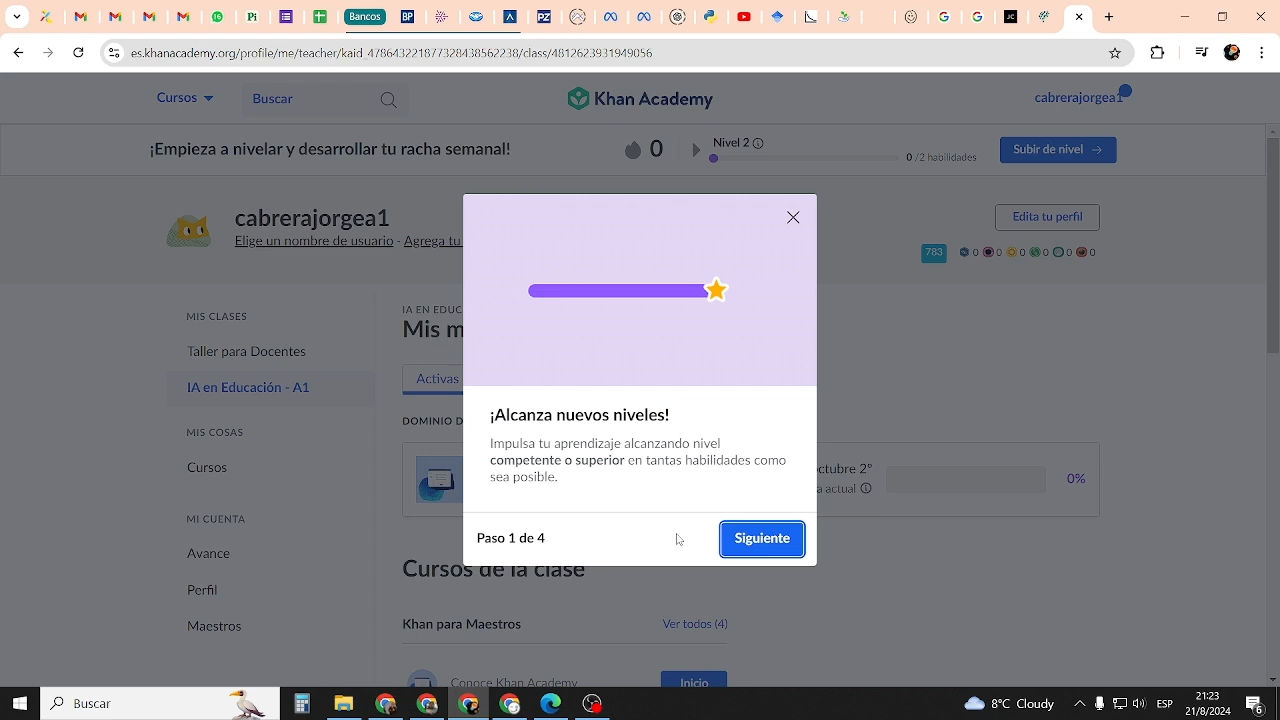 Bancos
es.khanacademy.org/profile/me/teacher/kaid_478643221877328438562238/class/4812623931949056
Cursos
Buscar
Khan Academy
cabrerajorgea1
¡Empieza a nivelar y desarrollar tu racha semanal!
0
Nivel 2
0 /2 habilidades
Subir de nivel
cabrerajorgea1
Elige un nombre de usuario - Agrega tu
Edita tu perfil
783
0 0 0 0 0 0
MIS CLASES
Taller para Docentes
IA en Educación - A1
MIS COSAS
Cursos
MI CUENTA
Avance
Perfil
Maestros
IA EN EDUC
Mis m
Activas
DOMINIO D
octubre 2°
a actual
0%
¡Alcanza nuevos niveles!
Impulsa tu aprendizaje alcanzando nivel
competente o superior en tantas habilidades como
sea posible.
Paso 1 de 4
Siguiente
Cursos de la clase
Khan para Maestros
Ver todos (4)
Conoce Khan Academy
Inicio
Buscar
8°C Cloudy
ESP
21:23
21/8/2024
6